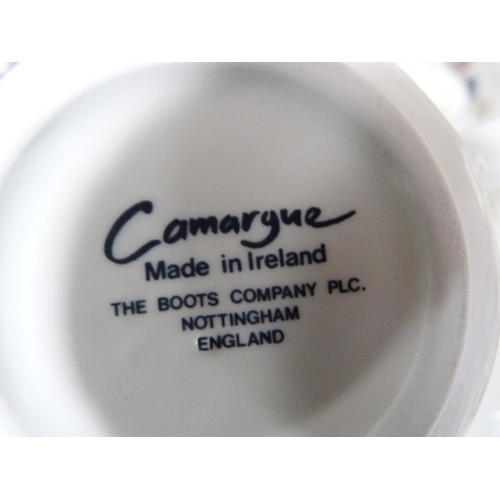 Camargue
Made in Ireland
THE BOOTS COMPANY PLC.
NOTTINGHAM
ENGLAND